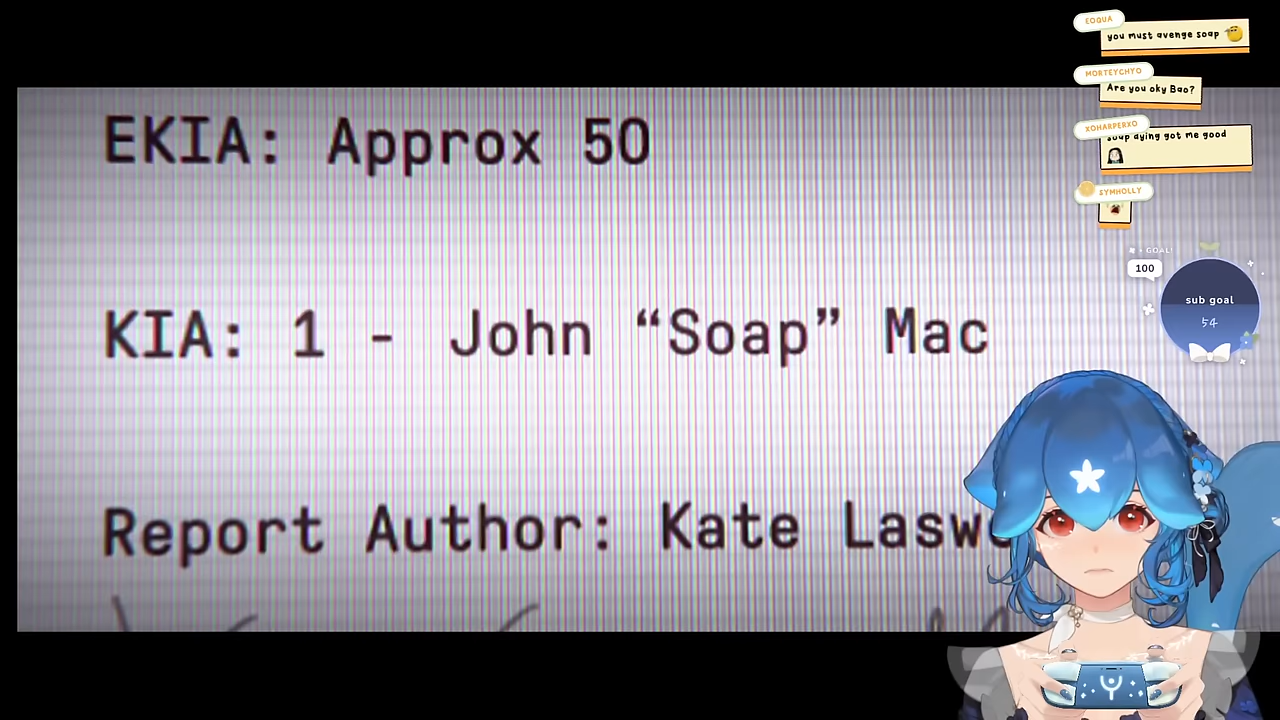 EKIA: Approx 50
KIA: 1 - John “Soap” Mac
Report Author: Kate Lasw
EOQUA
you must avenge soap
MORTEYCHYO
Are you oky Bao?
XOHARPERXO
soup dying got me good
SYMHOLLY
GOAL!
100
sub goal
54